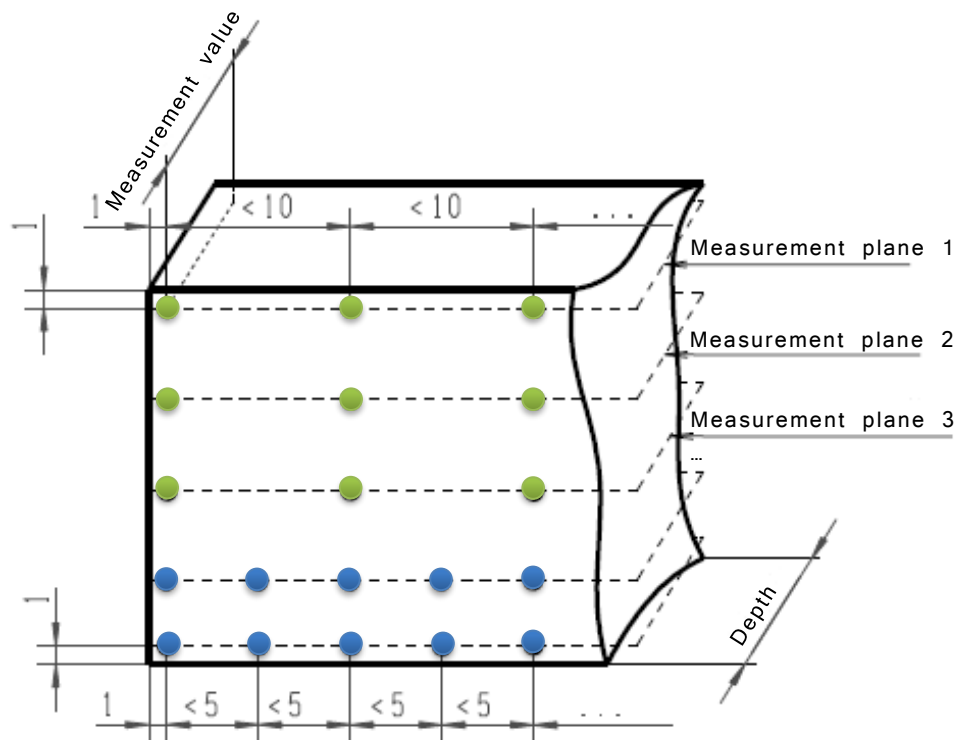 Measurement value
1 <10 <10 ...
1
Measurement plane 1
Measurement plane 2
Measurement plane 3
...
1
Depth
1 <5 <5 <5 <5 ...